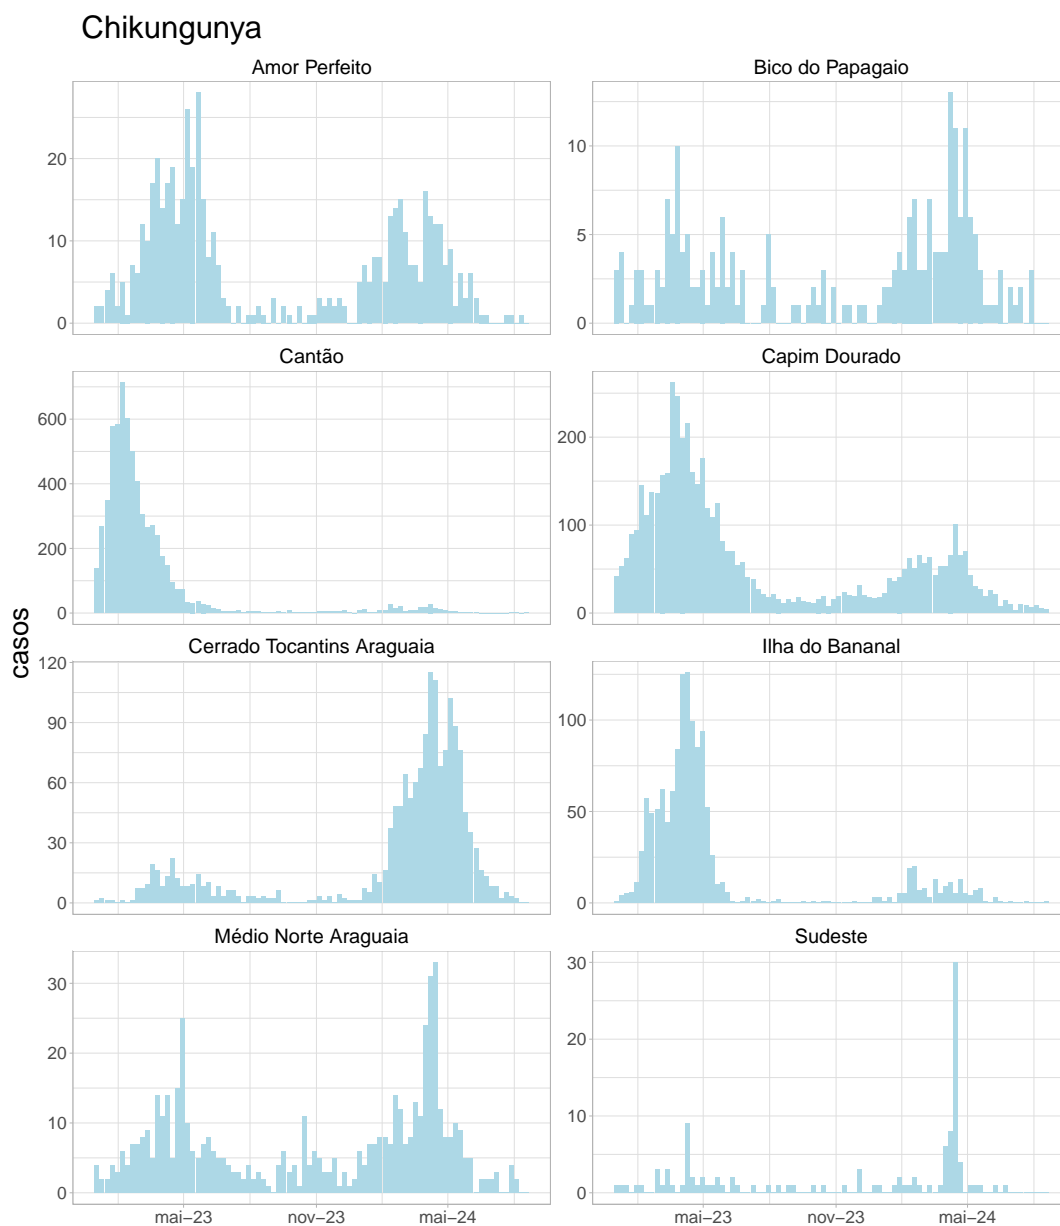 Chikungunya
Amor Perfeito
Bico do Papagaio
20
10
0
10
5
0
Cantão
Capim Dourado
600
400
200
0
200
100
0
casos
Cerrado Tocantins Araguaia
Ilha do Bananal
120
90
60
30
0
100
50
0
Médio Norte Araguaia
Sudeste
30
20
10
0
30
20
10
0
mai−23
nov−23
mai−24
mai−23
nov−23
mai−24